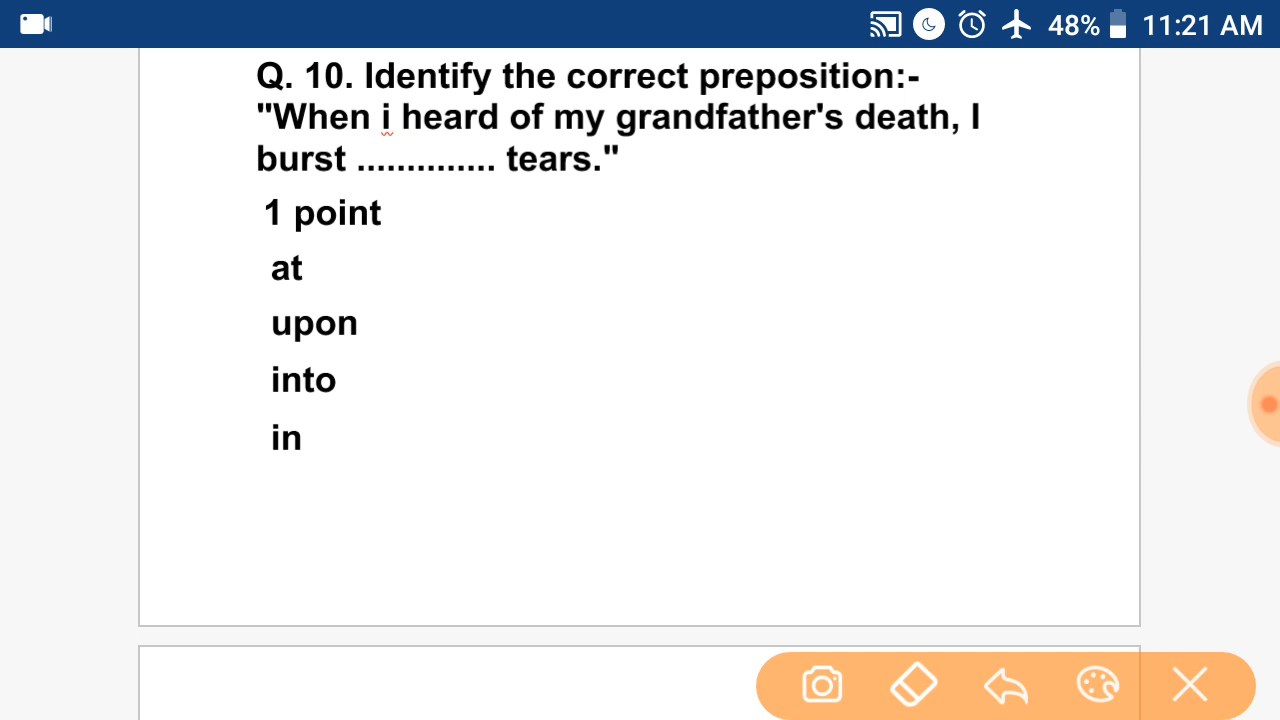 48% 11:21 AM
Q. 10. Identify the correct preposition:-
"When i heard of my grandfather's death, I
burst .............. tears."
1 point
at
upon
into
in